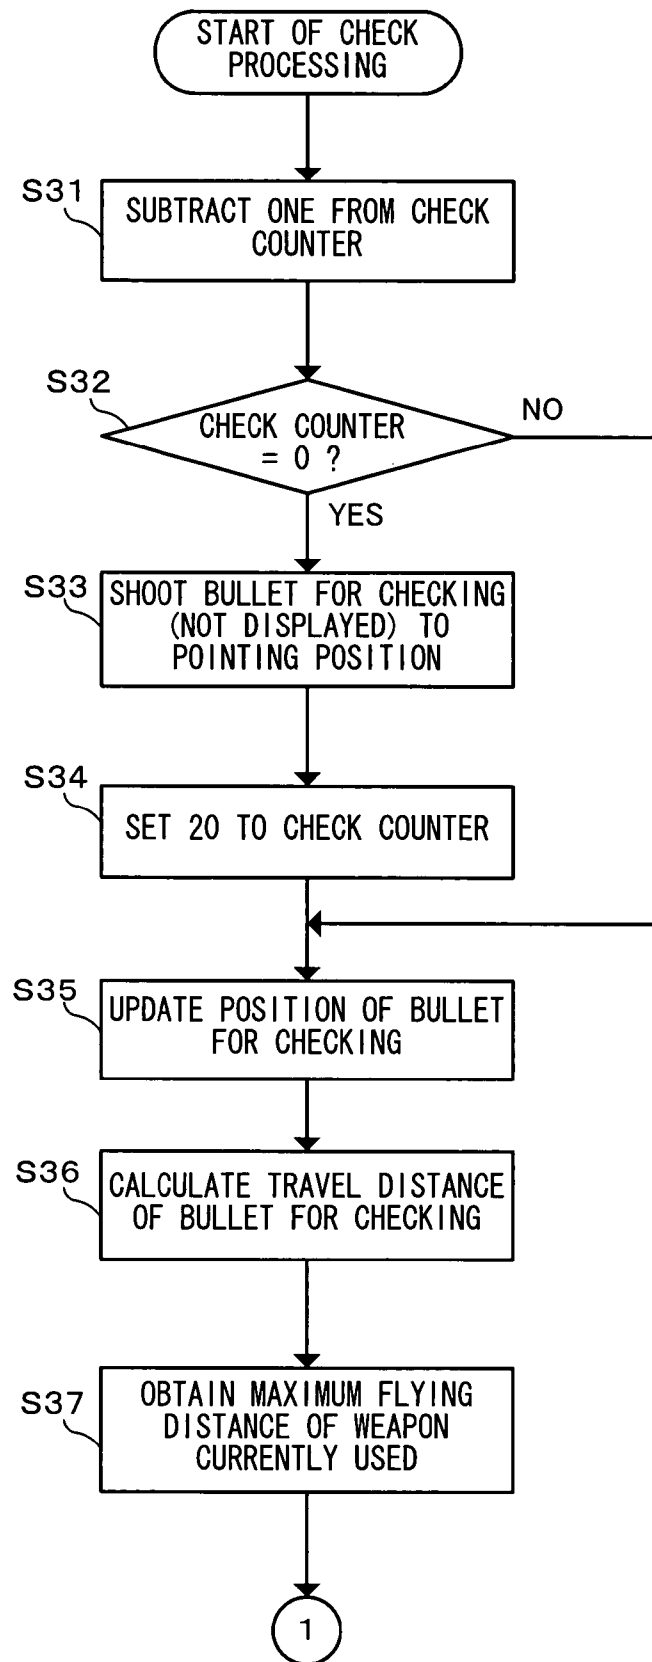 START OF CHECK
PROCESSING
S31
SUBTRACT ONE FROM CHECK
COUNTER
S32
CHECK COUNTER
= 0 ?
NO
YES
S33
SHOOT BULLET FOR CHECKING
(NOT DISPLAYED) TO
POINTING POSITION
S34
SET 20 TO CHECK COUNTER
S35
UPDATE POSITION OF BULLET
FOR CHECKING
S36
CALCULATE TRAVEL DISTANCE
OF BULLET FOR CHECKING
S37
OBTAIN MAXIMUM FLYING
DISTANCE OF WEAPON
CURRENTLY USED
1